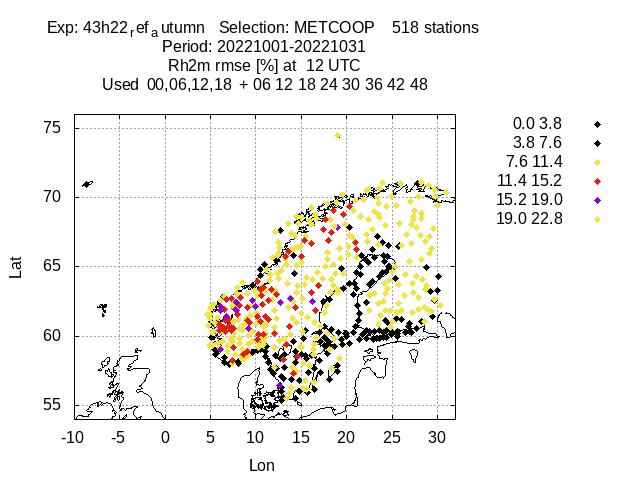 Exp: 43h22ref_autumn Selection: METCOOP 518 stations
Period: 20221001-20221031
Rh2m rmse [%] at 12 UTC
Used 00,06,12,18 + 06 12 18 24 30 36 42 48
0.0 3.8
3.8 7.6
7.6 11.4
11.4 15.2
15.2 19.0
19.0 22.8
75
70
65
60
55
Lat
-10 -5 0 5 10 15 20 25 30
Lon